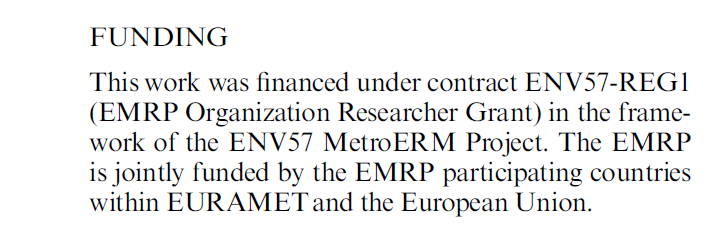 FUNDING
This work was financed under contract ENV57-REG1
(EMRP Organization Researcher Grant) in the frame-
work of the ENV57 MetroERM Project. The EMRP
is jointly funded by the EMRP participating countries
within EURAMET and the European Union.